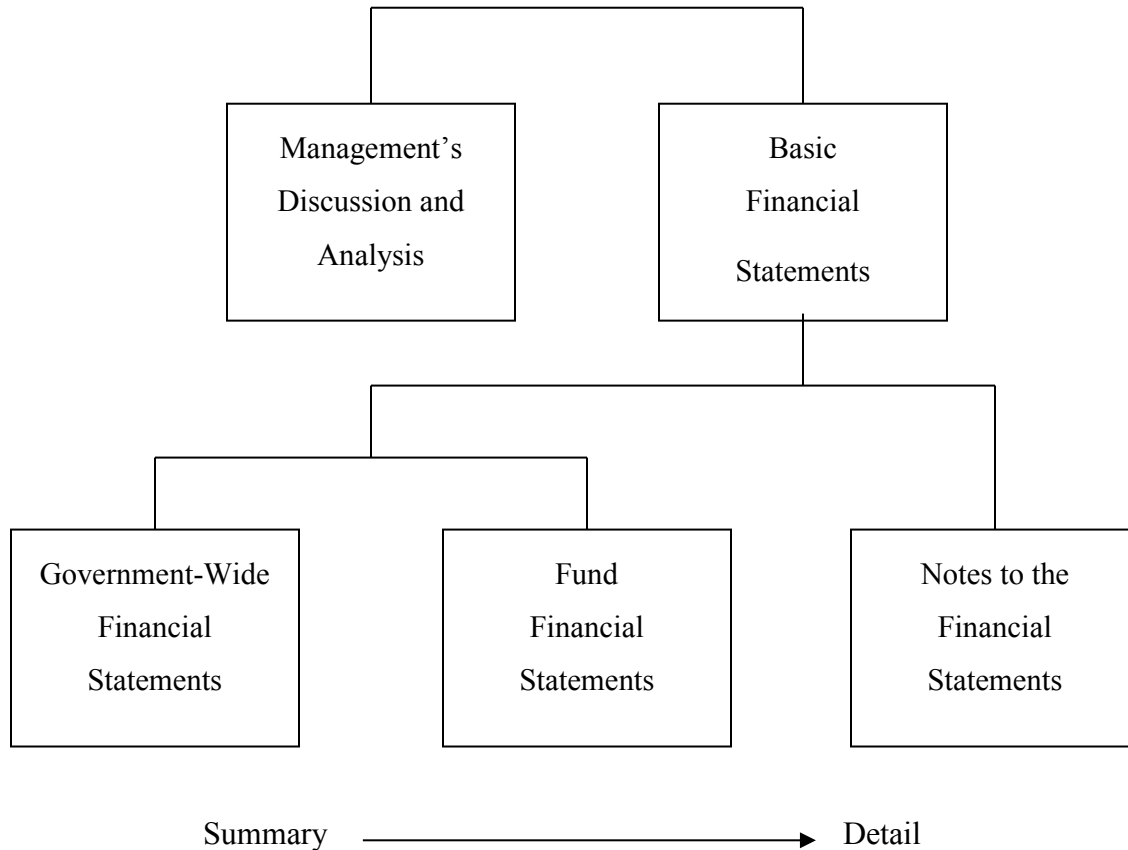 Management’s
Discussion and
Analysis
Basic
Financial
Statements
Government-Wide
Financial
Statements
Fund
Financial
Statements
Notes to the
Financial
Statements
Summary
Detail